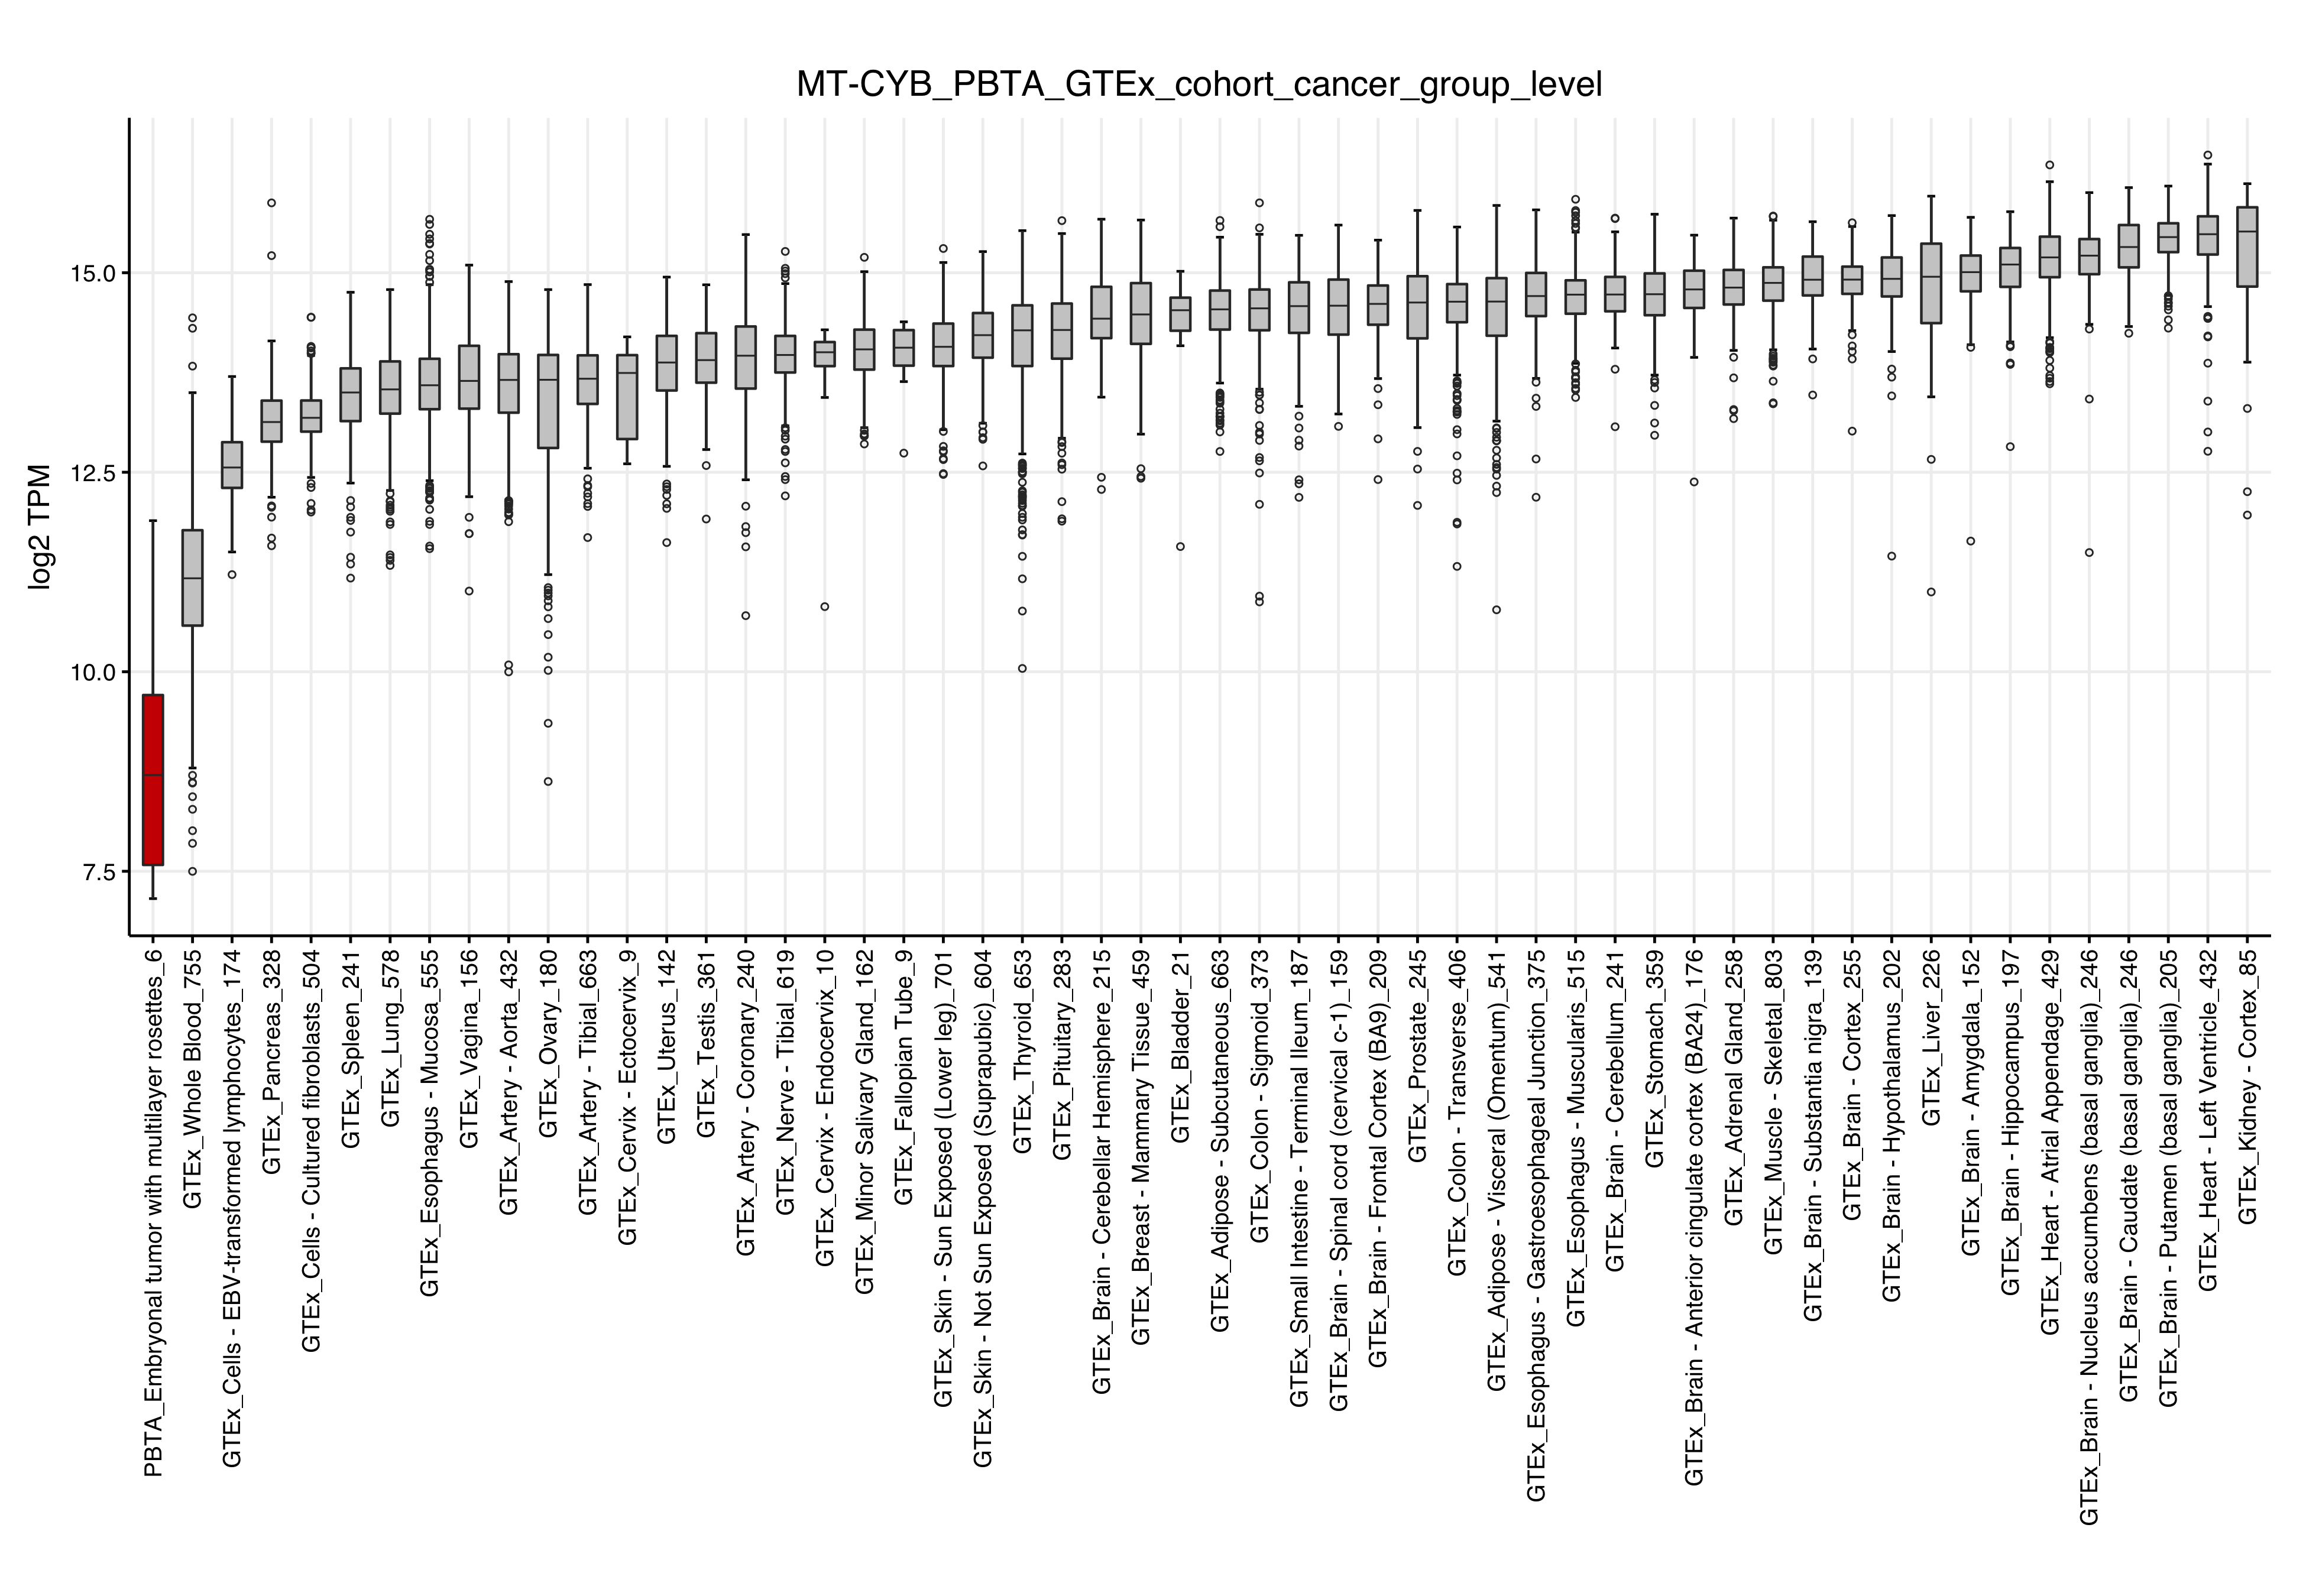 MT-CYB_PBTA_GTEx_cohort_cancer_group_level
log2 TPM
15.0
12.5
10.0
7.5
PBTA_Embryonal tumor with multilayer rosettes_6
GTEx_Whole Blood_755
GTEx_Cells - EBV-transformed lymphocytes_174
GTEx_Pancreas_328
GTEx_Cells - Cultured fibroblasts_504
GTEx_Spleen_241
GTEx_Lung_578
GTEx_Esophagus - Mucosa_555
GTEx_Vagina_156
GTEx_Artery - Aorta_432
GTEx_Ovary_180
GTEx_Artery - Tibial_663
GTEx_Cervix - Ectocervix_9
GTEx_Uterus_142
GTEx_Testis_361
GTEx_Artery - Coronary_240
GTEx_Nerve - Tibial_619
GTEx_Cervix - Endocervix_10
GTEx_Minor Salivary Gland_162
GTEx_Fallopian Tube_9
GTEx_Skin - Sun Exposed (Lower leg)_701
GTEx_Skin - Not Sun Exposed (Suprapubic)_604
GTEx_Thyroid_653
GTEx_Pituitary_283
GTEx_Brain - Cerebellar Hemisphere_215
GTEx_Breast - Mammary Tissue_459
GTEx_Bladder_21
GTEx_Adipose - Subcutaneous_663
GTEx_Colon - Sigmoid_373
GTEx_Small Intestine - Terminal Ileum_187
GTEx_Brain - Spinal cord (cervical c-1)_159
GTEx_Brain - Frontal Cortex (BA9)_209
GTEx_Prostate_245
GTEx_Colon - Transverse_406
GTEx_Adipose - Visceral (Omentum)_541
GTEx_Esophagus - Gastroesophageal Junction_375
GTEx_Esophagus - Muscularis_515
GTEx_Brain - Cerebellum_241
GTEx_Stomach_359
GTEx_Brain - Anterior cingulate cortex (BA24)_176
GTEx_Adrenal Gland_258
GTEx_Muscle - Skeletal_803
GTEx_Brain - Substantia nigra_139
GTEx_Brain - Cortex_255
GTEx_Brain - Hypothalamus_202
GTEx_Liver_226
GTEx_Brain - Amygdala_152
GTEx_Brain - Hippocampus_197
GTEx_Heart - Atrial Appendage_429
GTEx_Brain - Nucleus accumbens (basal ganglia)_246
GTEx_Brain - Caudate (basal ganglia)_246
GTEx_Brain - Putamen (basal ganglia)_205
GTEx_Heart - Left Ventricle_432
GTEx_Kidney - Cortex_85